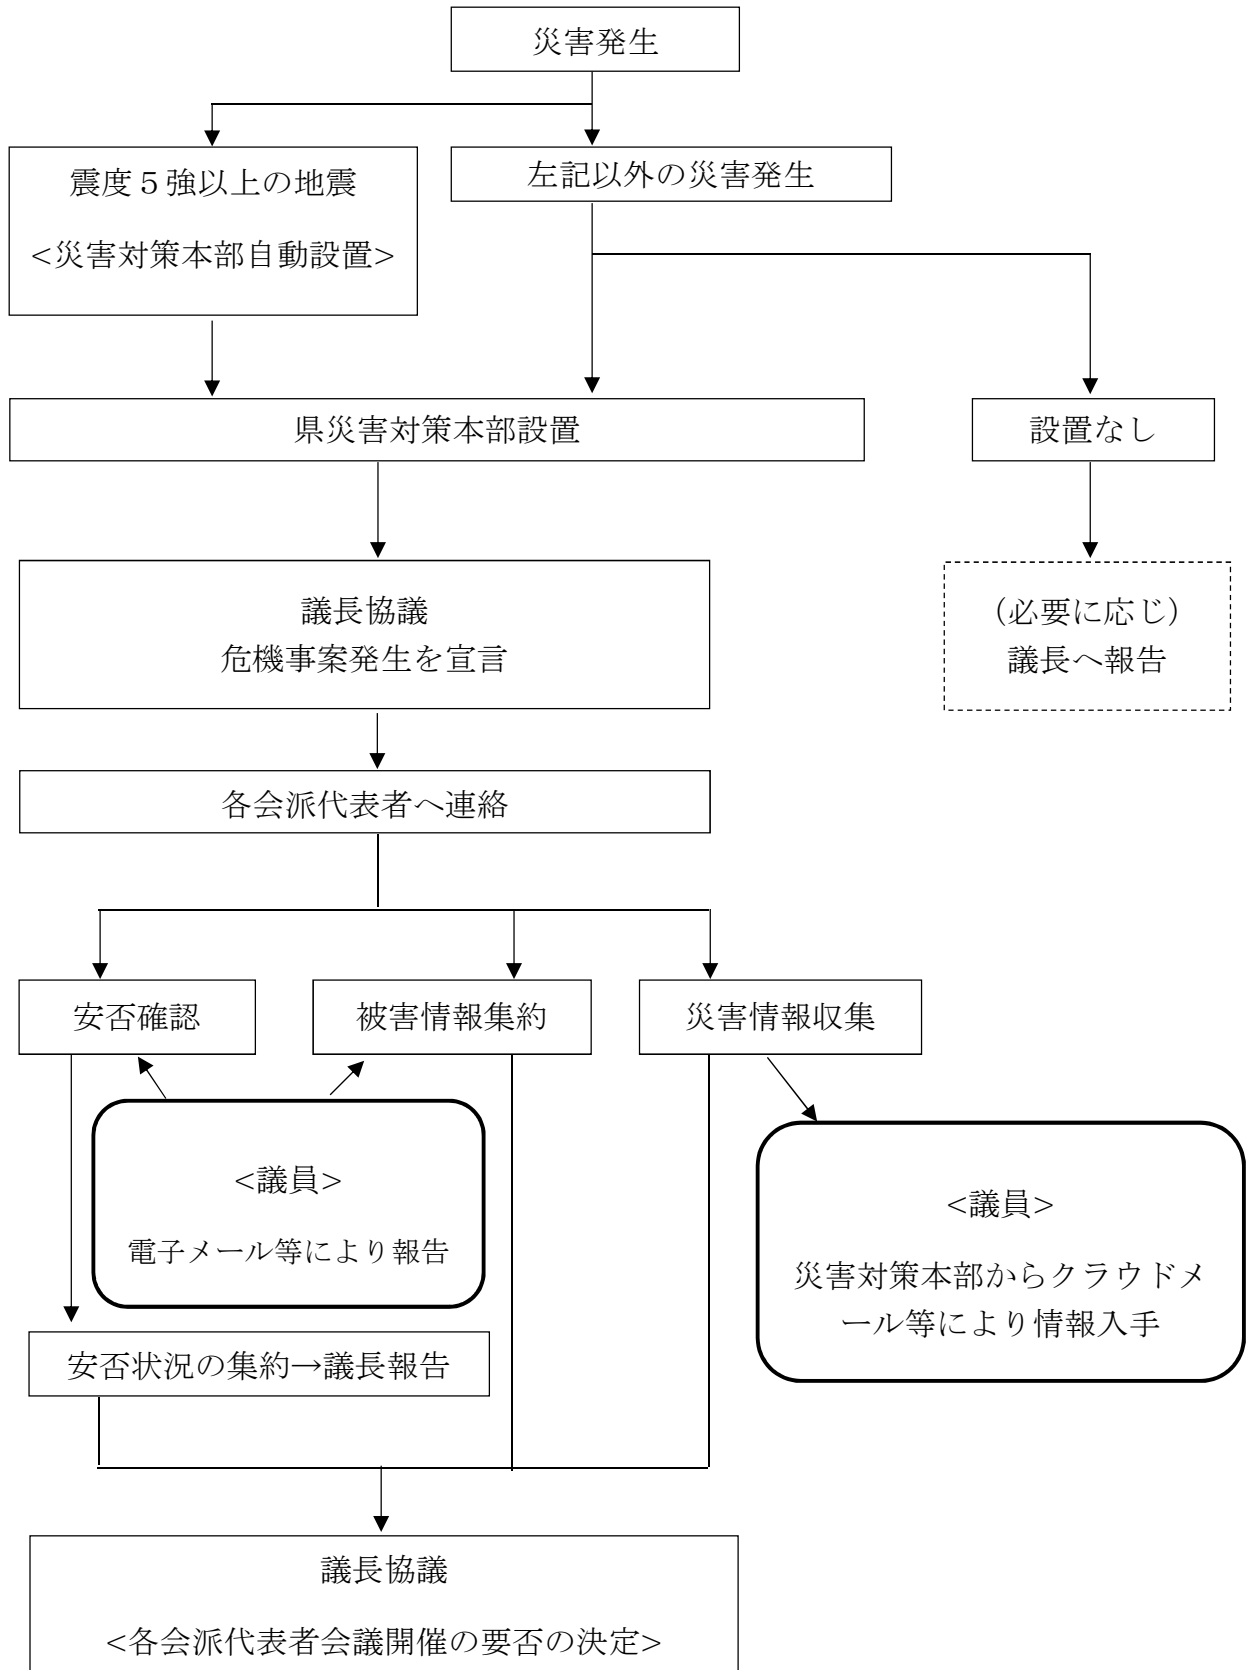 災害発生
震度５強以上の地震
<災害対策本部自動設置>
左記以外の災害発生
県災害対策本部設置
設置なし
議長協議
危機事案発生を宣言
（必要に応じ）
議長へ報告
各会派代表者へ連絡
安否確認
被害情報集約
災害情報収集
<議員>
電子メール等により報告
<議員>
災害対策本部からクラウドメ
ール等により情報入手
安否状況の集約→議長報告
議長協議
<各会派代表者会議開催の要否の決定>